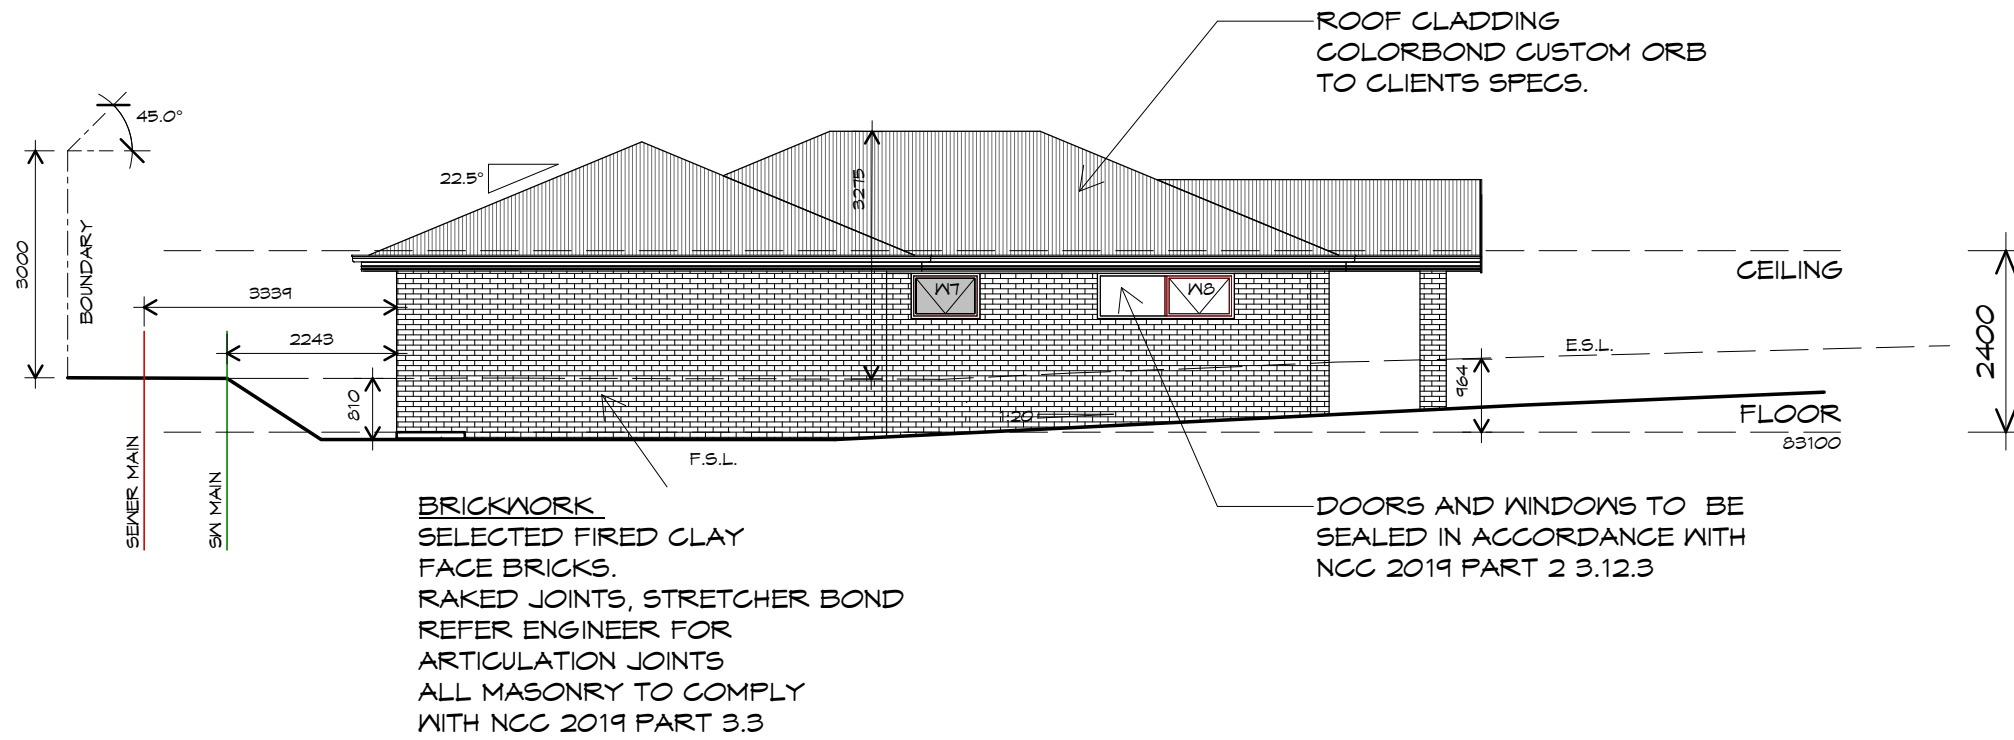 ROOF CLADDING
COLORBOND CUSTOM ORB
TO CLIENTS SPECS.
45.0°
22.5°
3275
3000
BOUNDARY
CEILING
3339
W7
W8
2243
E.S.L.
2400
964
810
1:20
FLOOR
83100
F.S.L.
SEWER MAIN
SW MAIN
BRICKWORK
SELECTED FIRED CLAY
FACE BRICKS.
RAKED JOINTS, STRETCHER BOND
REFER ENGINEER FOR
ARTICULATION JOINTS
ALL MASONRY TO COMPLY
WITH NCC 2019 PART 3.3
DOORS AND WINDOWS TO BE
SEALED IN ACCORDANCE WITH
NCC 2019 PART 2 3.12.3